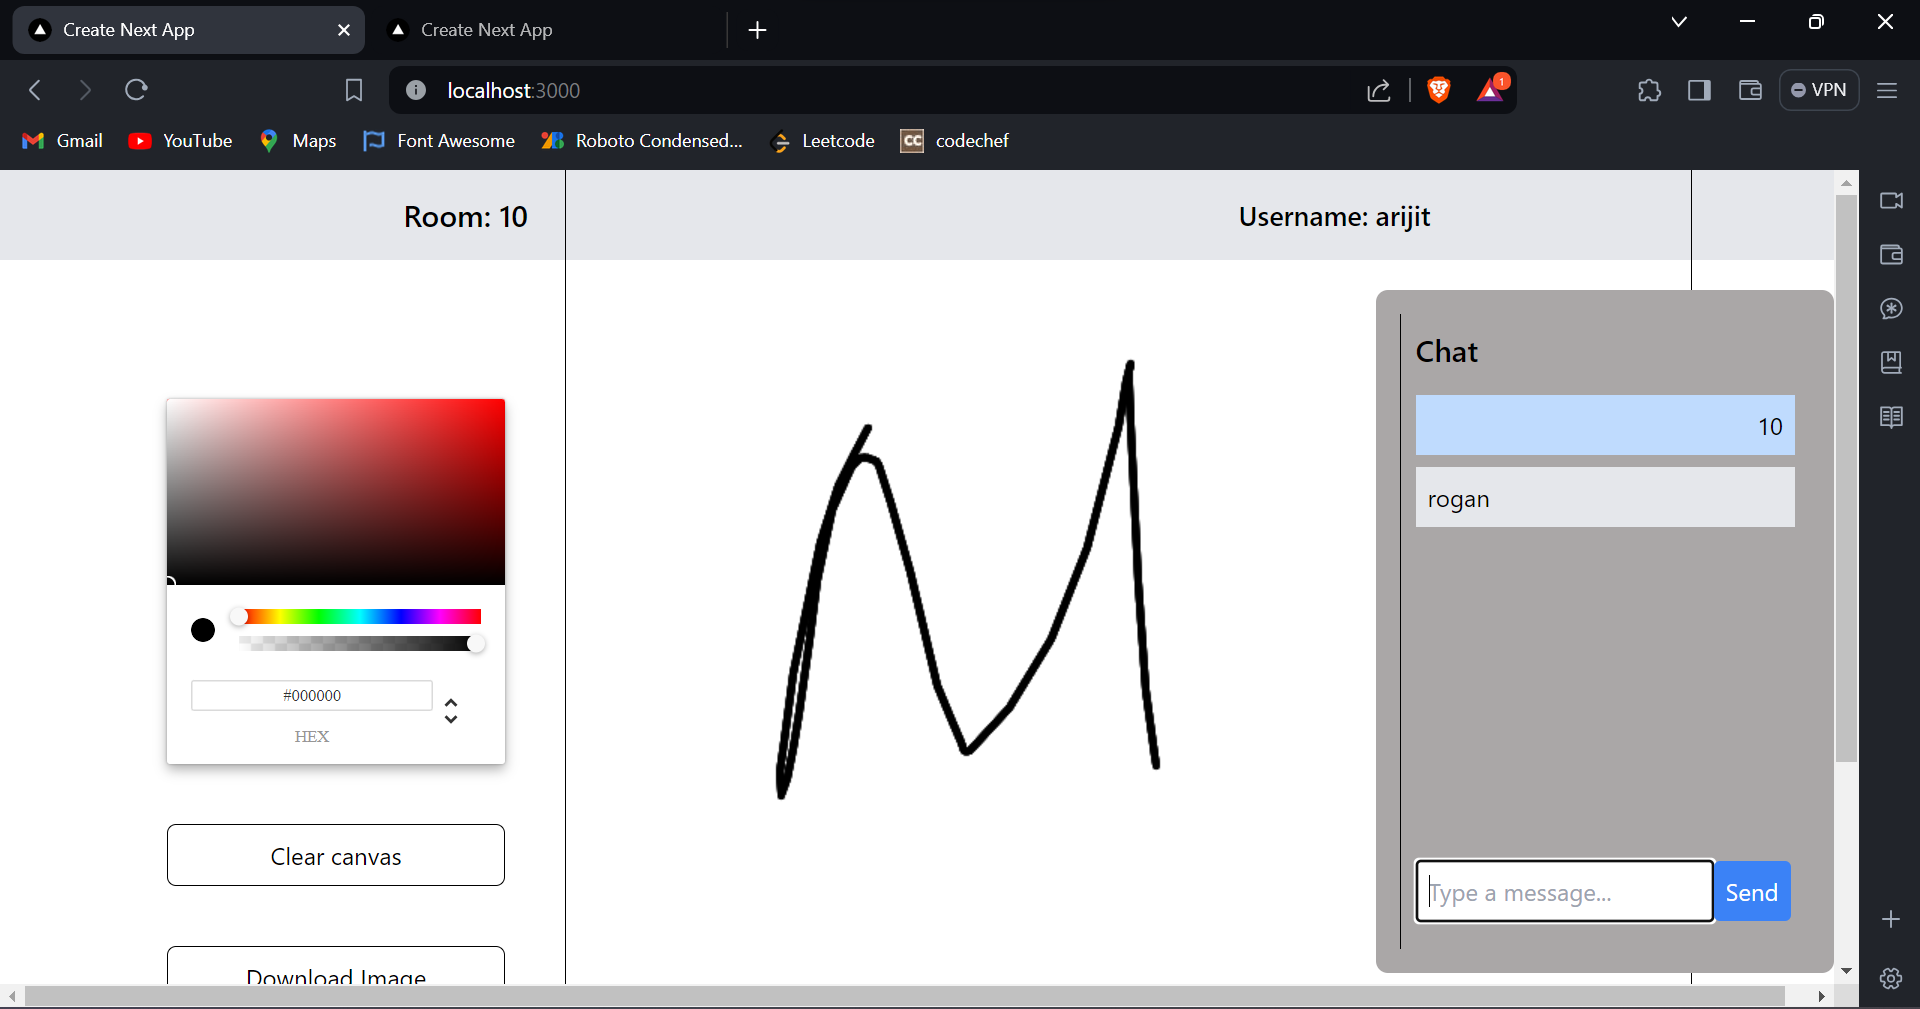 Create Next App
Create Next App
localhost:3000
1
VPN
Gmail
YouTube
Maps
Font Awesome
Roboto Condensed...
Leetcode
CC
codechef
Room: 10
Username: arijit
#000000
HEX
Clear canvas
Download Image
M
Chat
10
rogan
Type a message...
Send